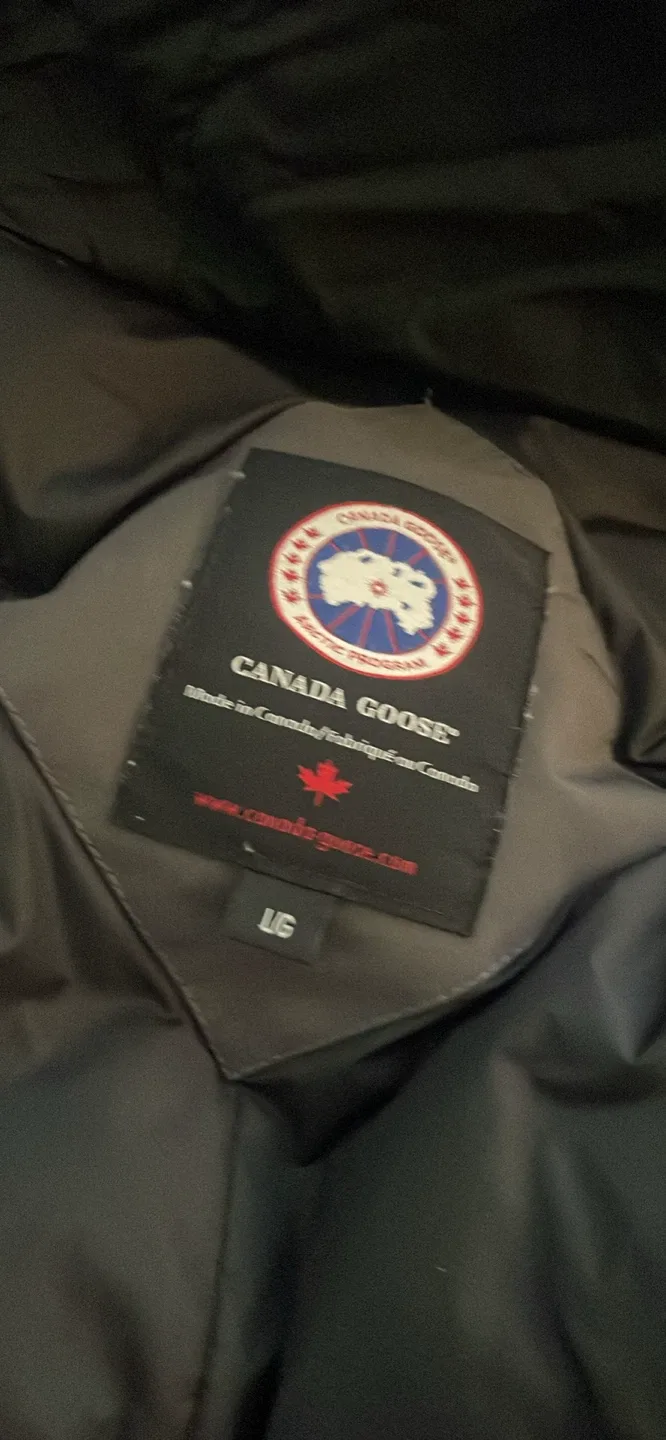 CANADA GOOSE
ARCTIC PROGRAM
CANADA GOOSE®
Made in Canada/Fabriqué au Canada
www.canada-goose.com
L/G